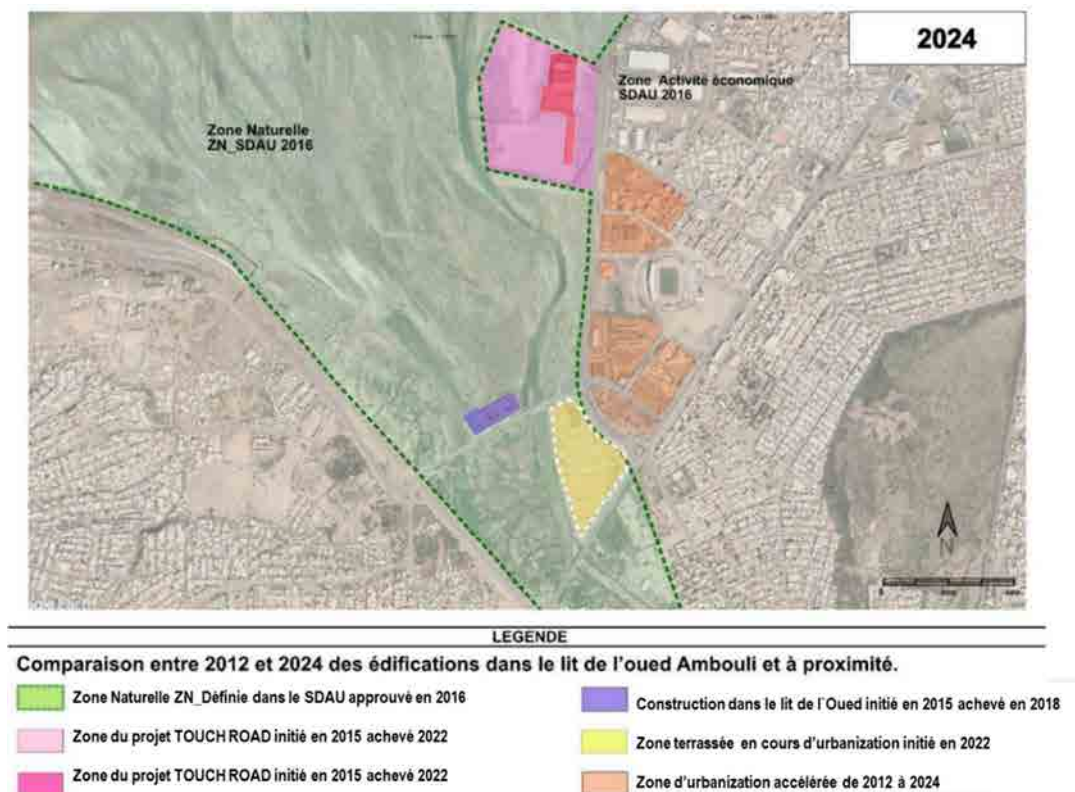 2024
Zone Activité économique
SDAU 2016
Zone Naturelle
ZN_SDAU 2016
N
LEGENDE
Comparaison entre 2012 et 2024 des édifications dans le lit de l'oued Ambouli et à proximité.
Zone Naturelle ZN_Définie dans le SDAU approuvé en 2016
Construction dans le lit de l`Oued initié en 2015 achevé en 2018
Zone du projet TOUCH ROAD initié en 2015 achevé 2022
Zone terrassée en cours d'urbanization initié en 2022
Zone du projet TOUCH ROAD initié en 2015 achevé 2022
Zone d'urbanization accélérée de 2012 à 2024